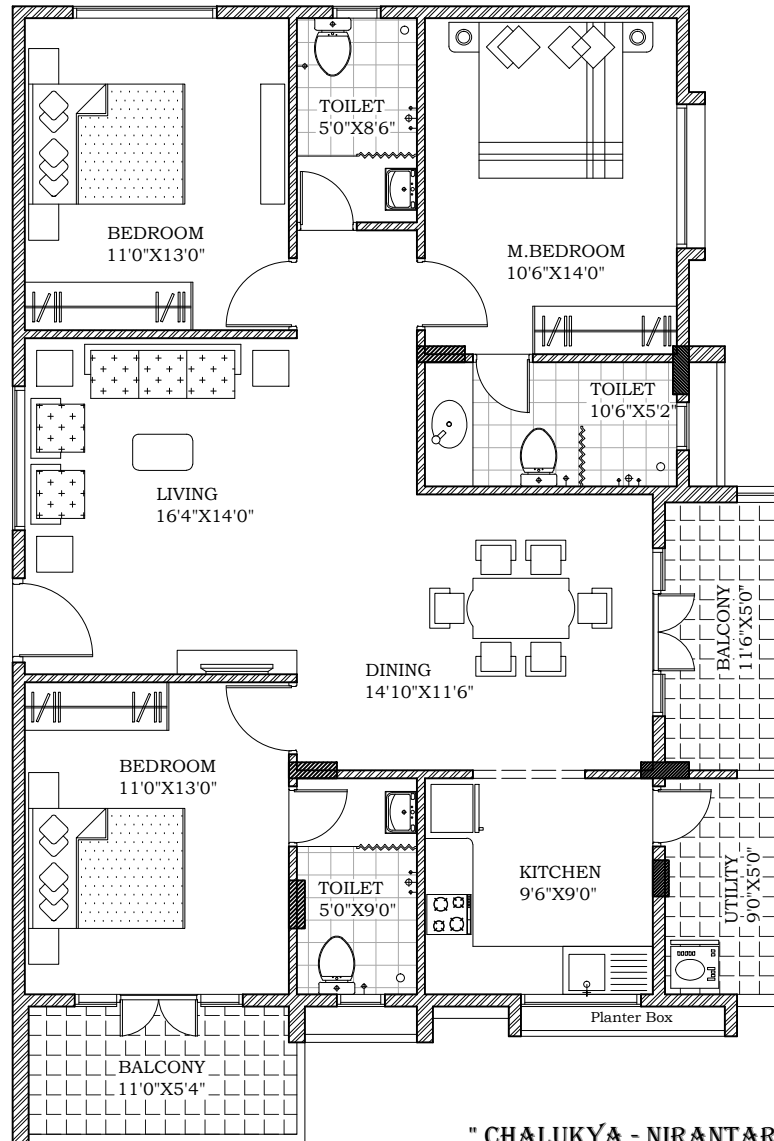 TOILET
5'0"X8'6"
BEDROOM
11'0"X13'0"
M.BEDROOM
10'6"X14'0"
TOILET
10'6"X5'2"
LIVING
16'4"X14'0"
BALCONY
11'6"X5'0"
DINING
14'10"X11'6"
BEDROOM
11'0"X13'0"
TOILET
5'0"X9'0"
KITCHEN
9'6"X9'0"
UTILITY
9'0"X5'0"
Planter Box
BALCONY
11'0"X5'4"
" CHALUKYA - NIRANTAR